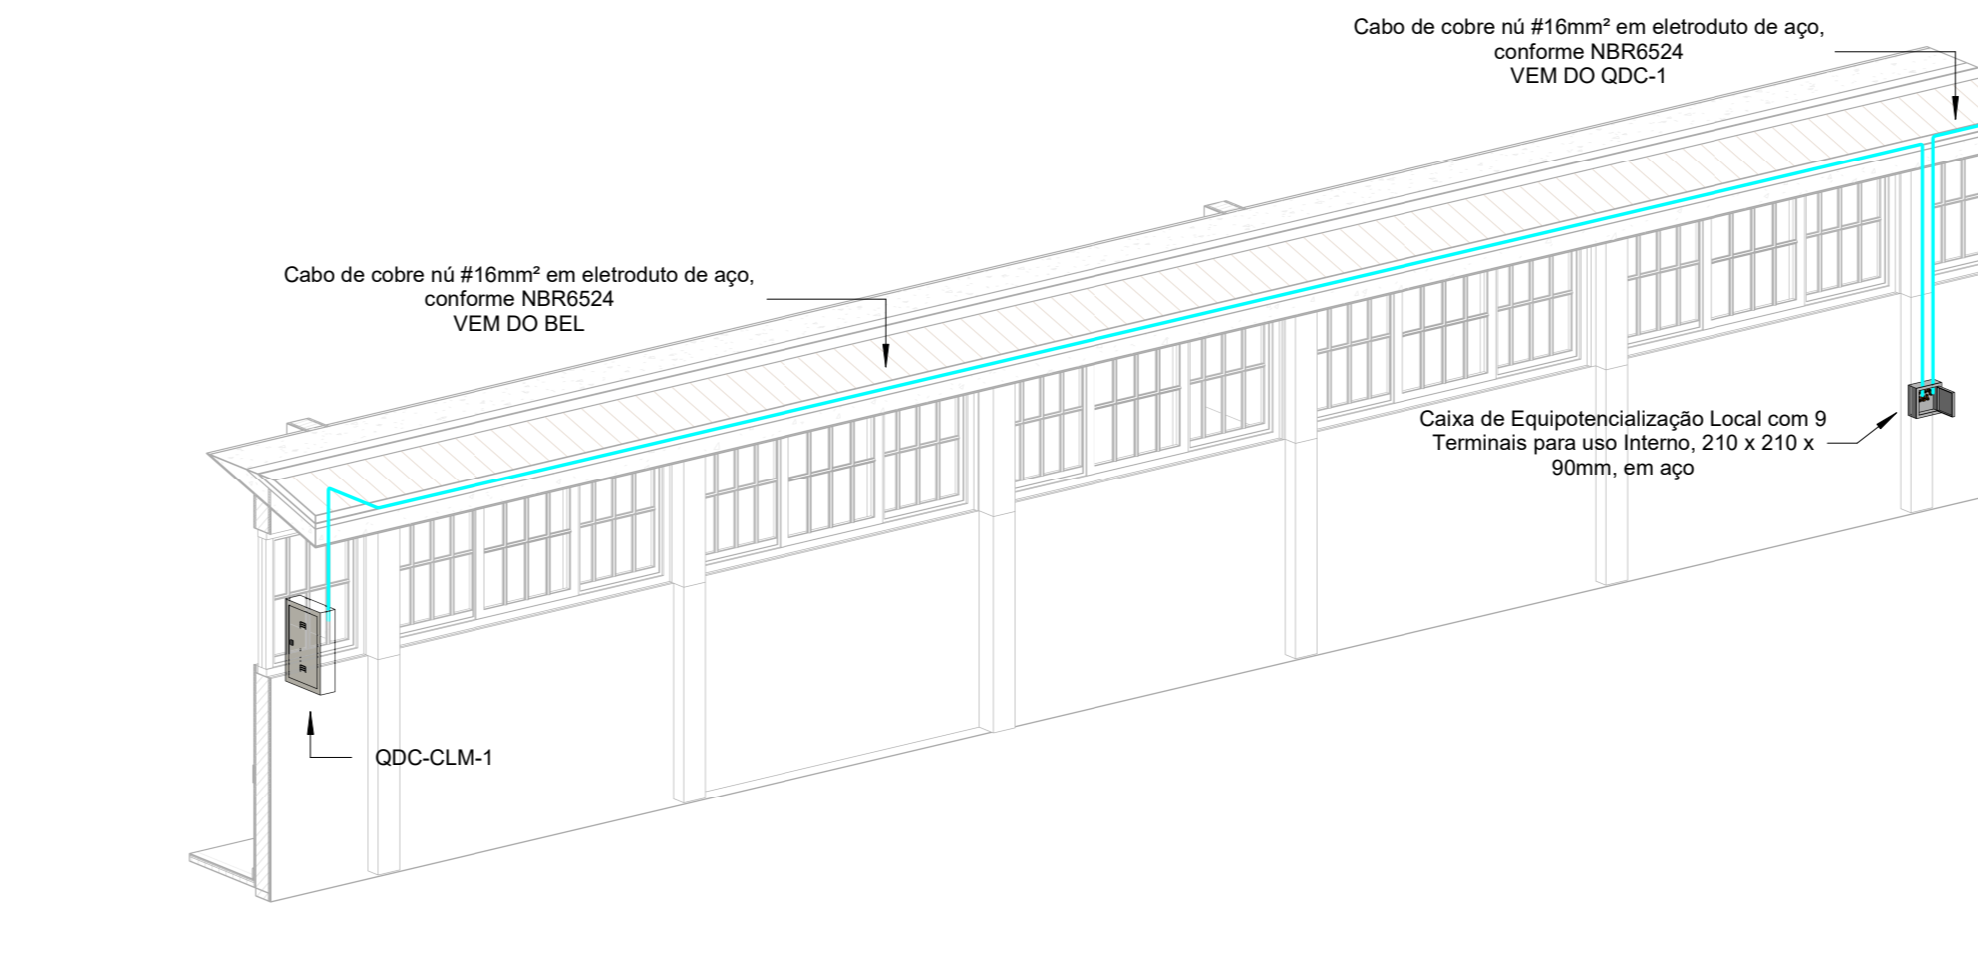 Cabo de cobre nú #16mm² em eletroduto de aço,
conforme NBR6524
VEM DO QDC-1
Cabo de cobre nú #16mm² em eletroduto de aço,
conforme NBR6524
VEM DO BEL
Caixa de Equipotencialização Local com 9
Terminais para uso Interno, 210 x 210 x
90mm, em aço
QDC-CLM-1